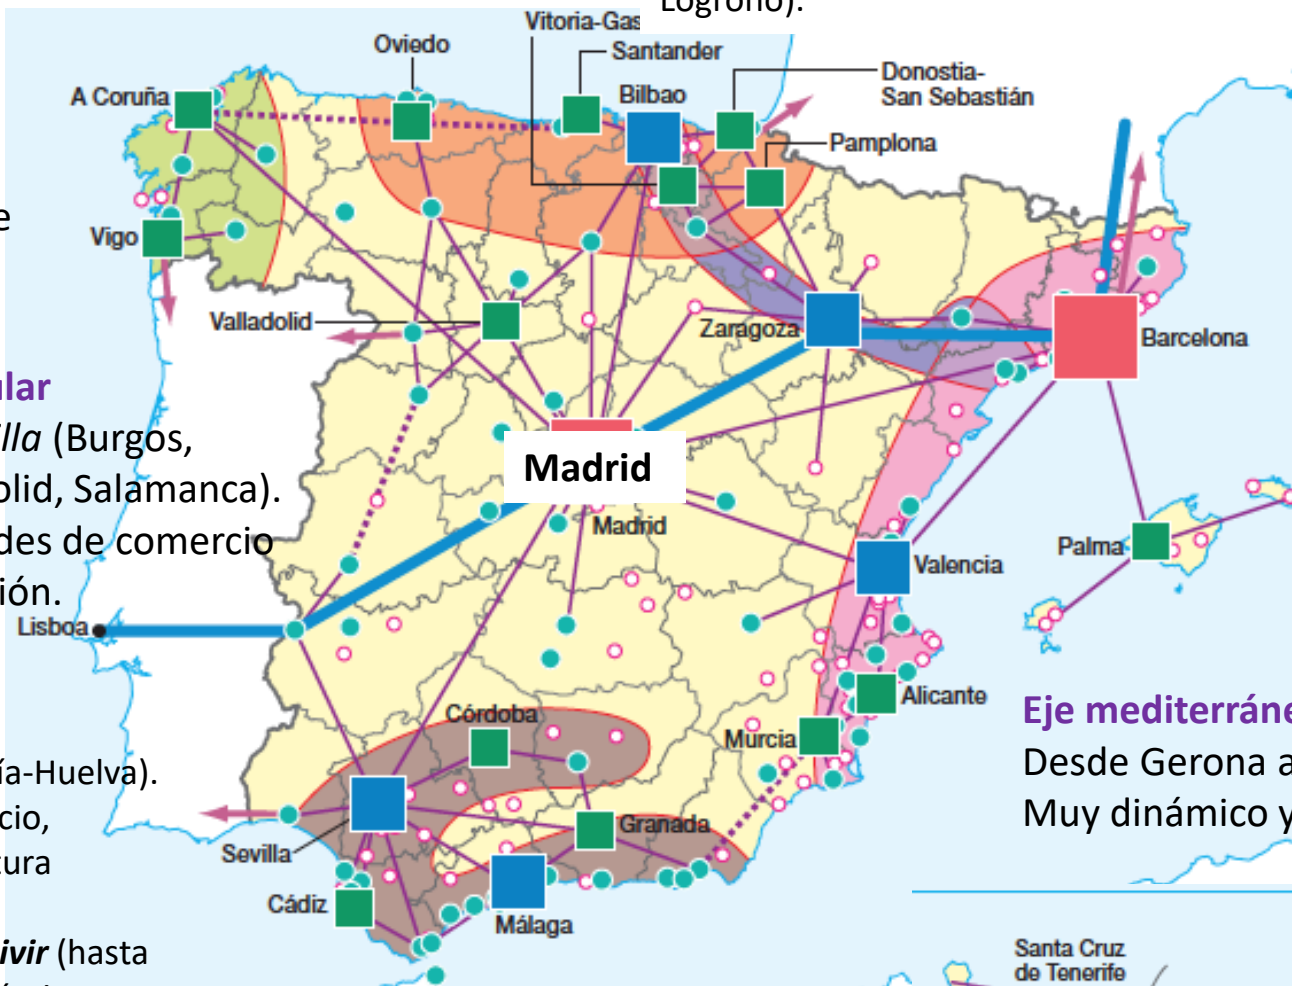 Logroño).
Vitoria-Gas
Oviedo
Santander
Bilbao
Donostia-
San Sebastián
A Coruña
Pamplona
e
Vigo
Valladolid
Zaragoza
Barcelona
ular
illa (Burgos,
olid, Salamanca).
des de comercio
ión.
Madrid
Madrid
Valencia
Palma
Lisboa
Alicante
Córdoba
Murcia
Eje mediterráne
Desde Gerona a
Muy dinámico y
ía-Huelva).
cio,
tura
Granada
Sevilla
Cádiz
Málaga
ivir (hasta
Santa Cruz
de Tenerife